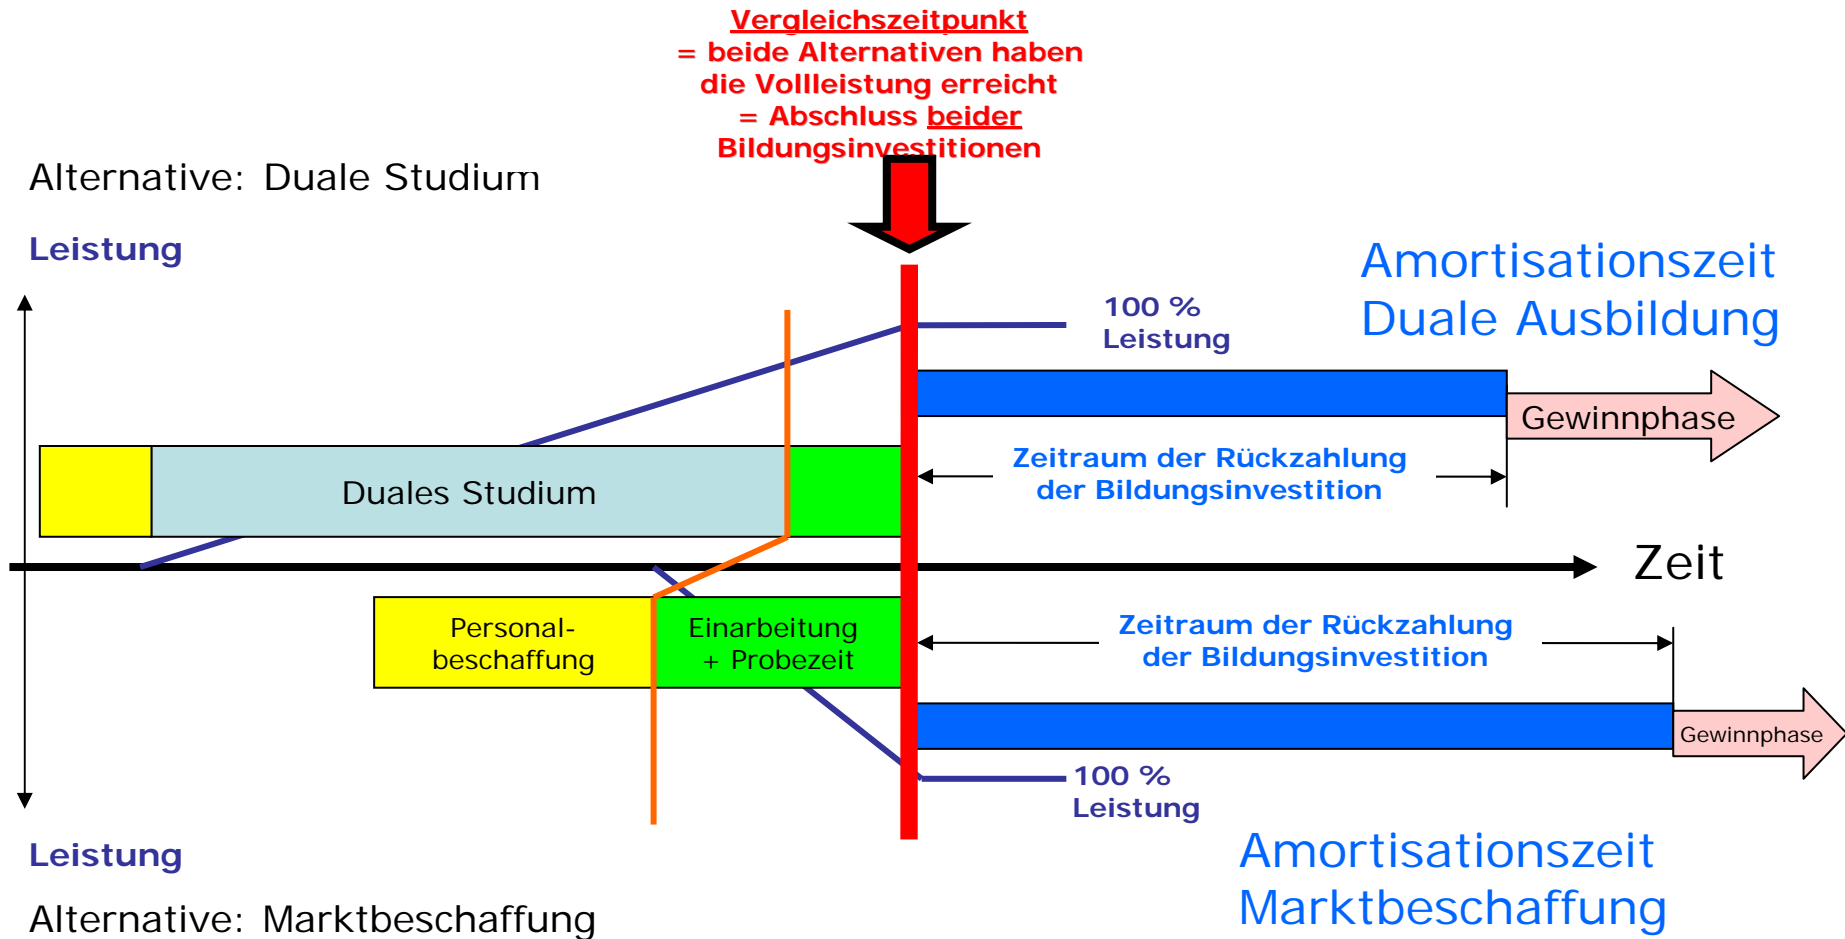 Vergleichszeitpunkt
= beide Alternativen haben
die Vollleistung erreicht
= Abschluss beider
Bildungsinvestitionen
Alternative: Duale Studium
Leistung
Amortisationszeit
Duale Ausbildung
100 %
Leistung
Gewinnphase
Zeitraum der Rückzahlung
der Bildungsinvestition
Duales Studium
Zeit
Personal-
beschaffung
Einarbeitung
+ Probezeit
Zeitraum der Rückzahlung
der Bildungsinvestition
Gewinnphase
100 %
Leistung
Leistung
Amortisationszeit
Marktbeschaffung
Alternative: Marktbeschaffung